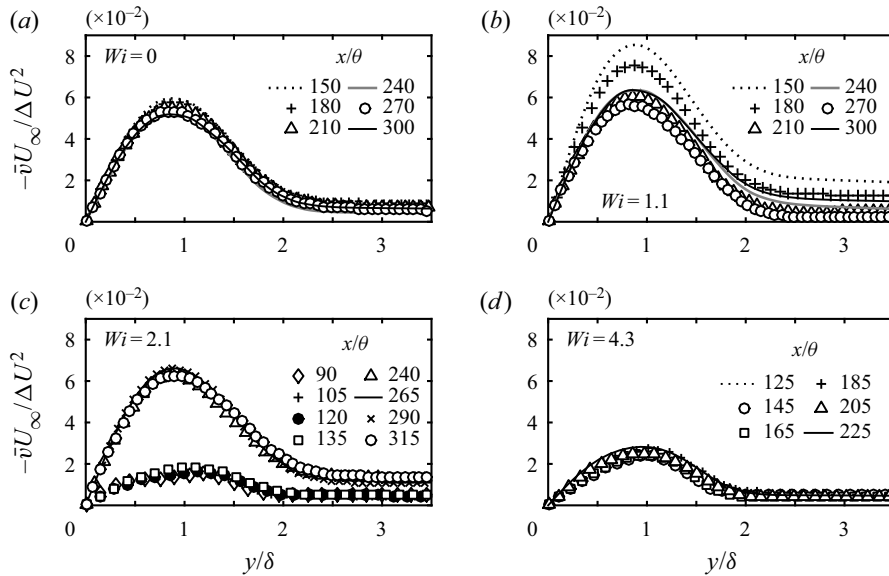 (a) (×10⁻²) (b) (×10⁻²)
8 Wi = 0 x/θ 8 x/θ
150 240 150 240
6 180 270 6 180 270
210 300 210 300
−v̄U∞/ΔU²
4 4
2 2 Wi = 1.1
0 1 2 3 0 1 2 3
(c) (×10⁻²) (d) (×10⁻²)
8 Wi = 2.1 x/θ 8 Wi = 4.3 x/θ
90 240 125 185
6 105 265 6 145 205
120 290 165 225
135 315
−v̄U∞/ΔU²
4 4
2 2
0 1 2 3 0 1 2 3
y/δ y/δ